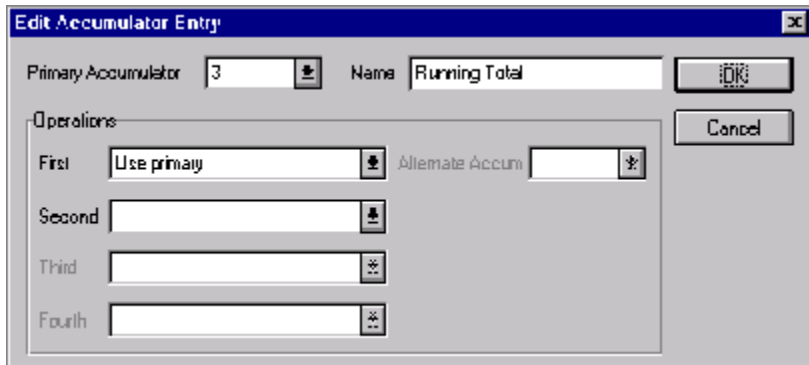 Edit Accumulator Entry
Primary Accumulator 3 Name Running Total OK
Operations Cancel
First Use primary Alternate Accum
Second
Third
Fourth